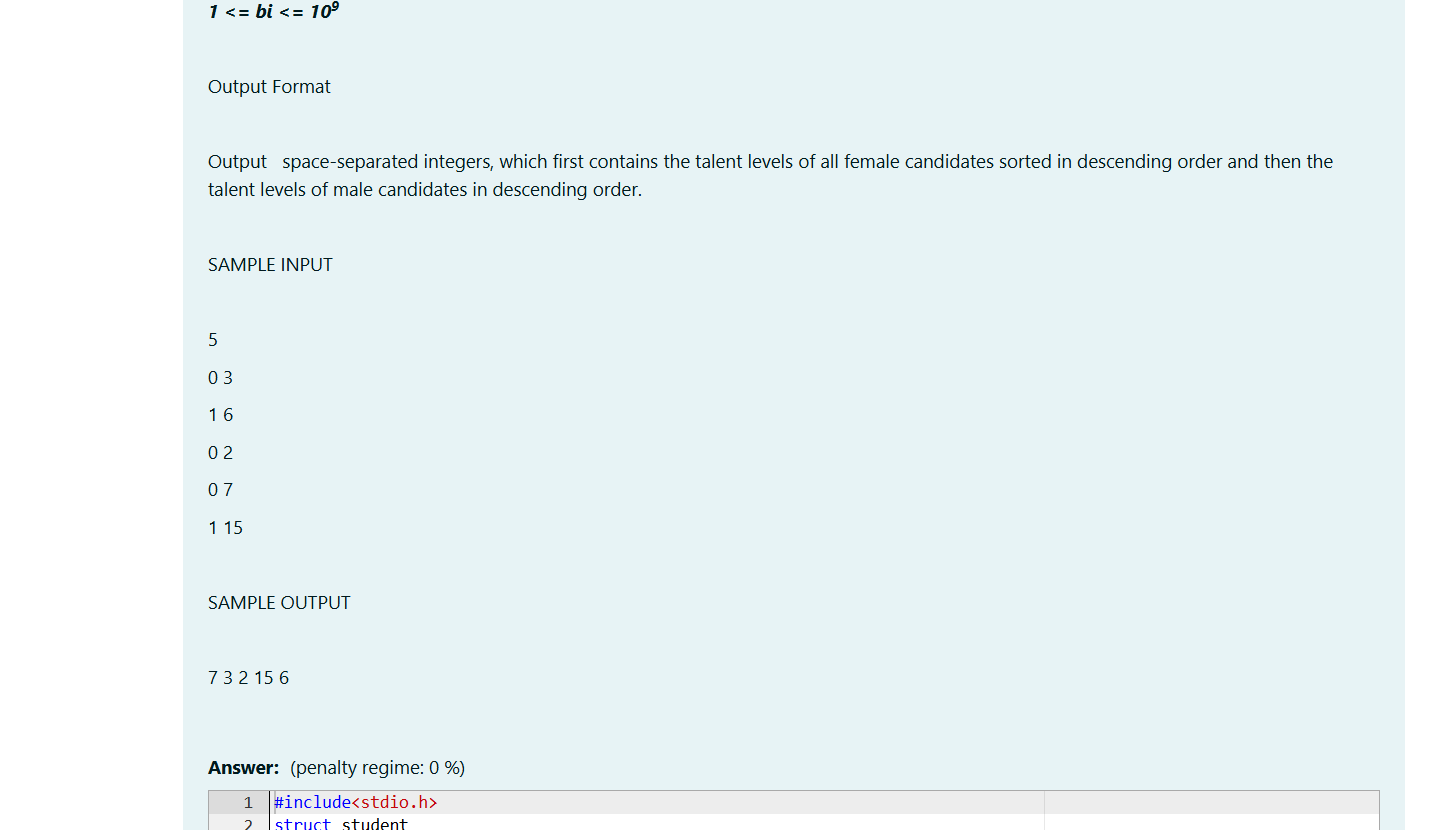 1 <= bi <= 10⁹
Output Format
Output   space-separated integers, which first contains the talent levels of all female candidates sorted in descending order and then the
talent levels of male candidates in descending order.
SAMPLE INPUT
5
0 3
1 6
0 2
0 7
1 15
SAMPLE OUTPUT
7 3 2 15 6
Answer: (penalty regime: 0 %)
1 #include<stdio.h>
2 struct student